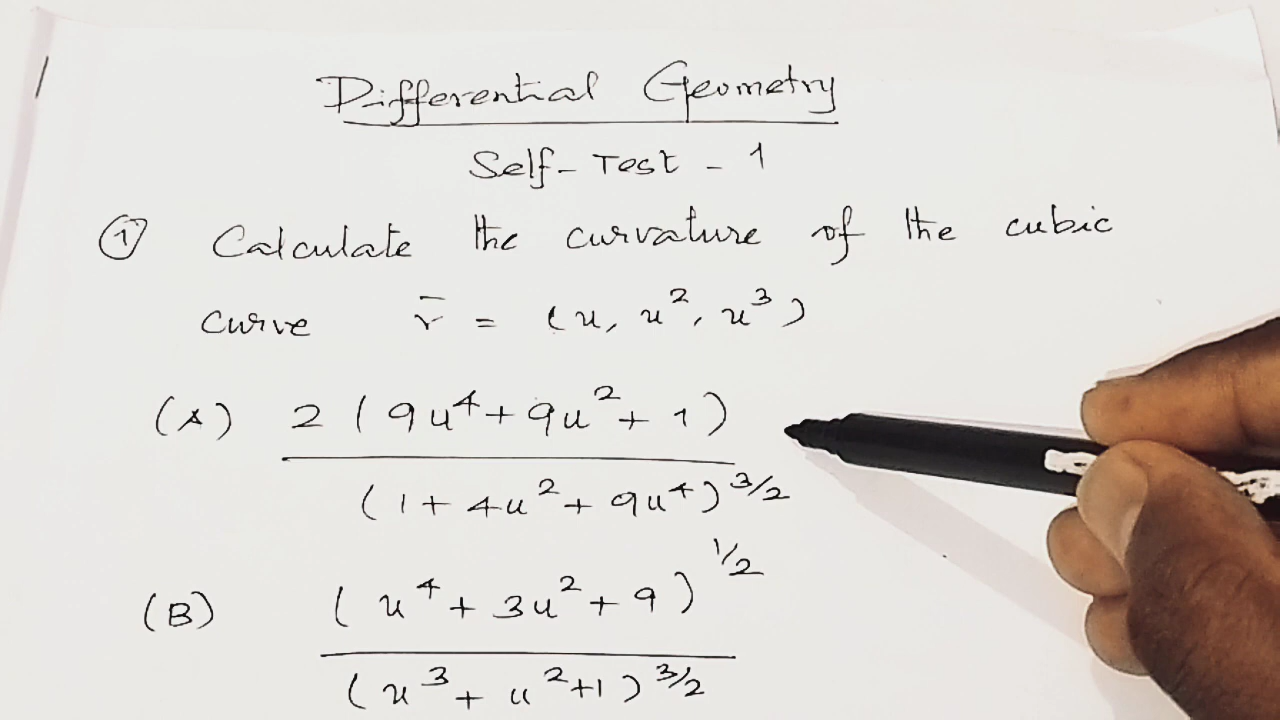 Differential Geometry
Self-Test-1
① Calculate the curvature of the cubic
curve r̄ = (u, u², u³)
(A) 2(9u⁴+9u²+1)
(1+4u²+9u⁴)^3/2
(B) (u⁴+3u²+9)^1/2
(u³+u²+1)^3/2